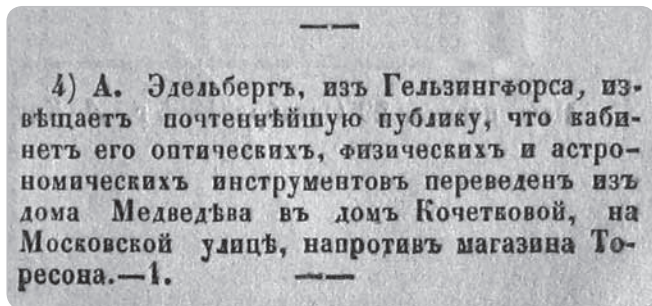 4) А. Эдельбергъ, изъ Гельзингфорса, из-
вѣщаетъ почтеннѣйшую публику, что каби-
нетъ его оптическихъ, физическихъ и астро-
номическихъ инструментовъ переведенъ изъ
дома Медведѣва въ домъ Кочетковой, на
Московской улицѣ, напротивъ магазина То-
ресона.—1.